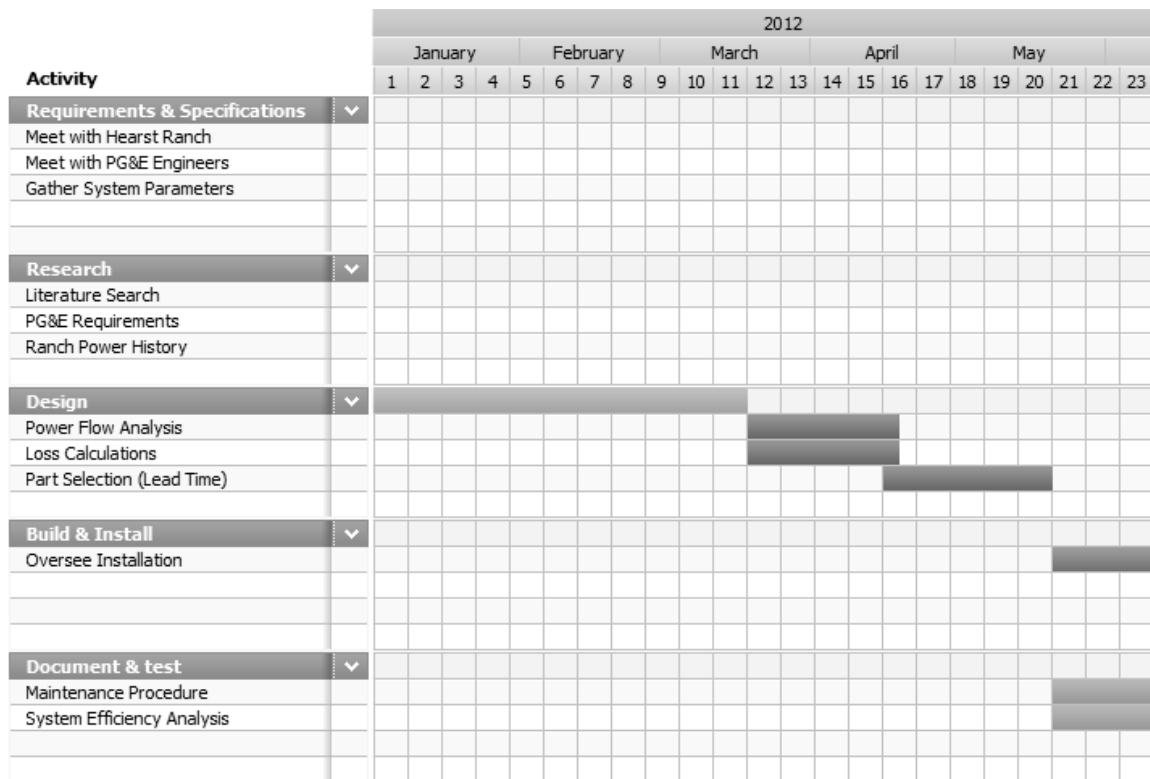 2012
January February March April May
Activity 1 2 3 4 5 6 7 8 9 10 11 12 13 14 15 16 17 18 19 20 21 22 23
Requirements & Specifications
Meet with Hearst Ranch
Meet with PG&E Engineers
Gather System Parameters
Research
Literature Search
PG&E Requirements
Ranch Power History
Design
Power Flow Analysis
Loss Calculations
Part Selection (Lead Time)
Build & Install
Oversee Installation
Document & test
Maintenance Procedure
System Efficiency Analysis